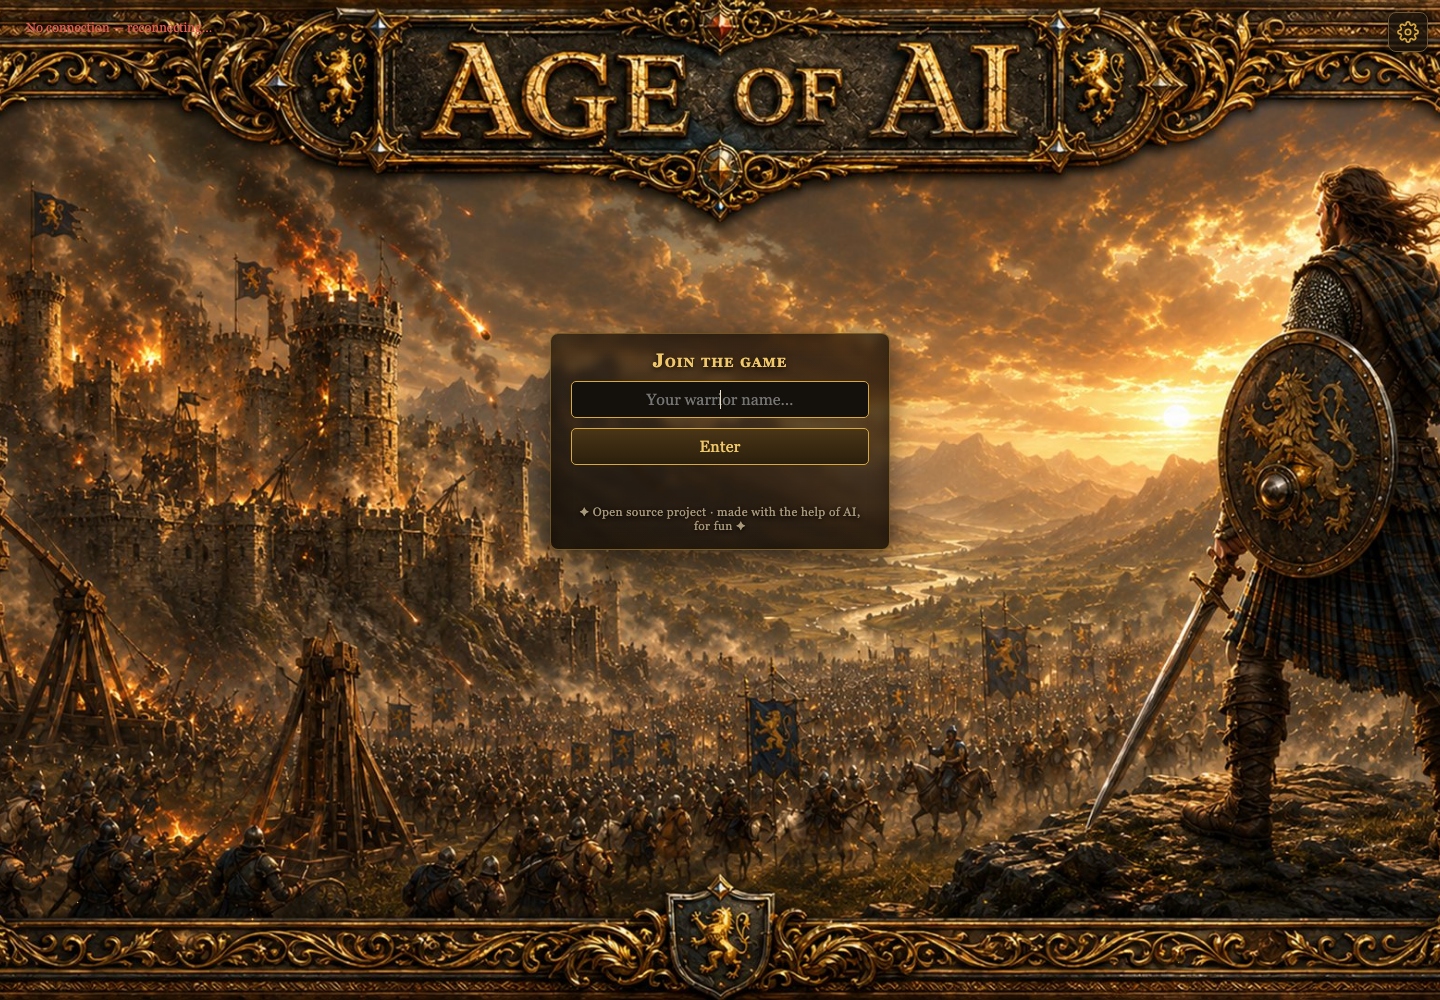 No connection — reconnecting...
AGE OF AI
Join the game
Your warrior name...
Enter
✦ Open source project · made with the help of AI,
for fun ✦